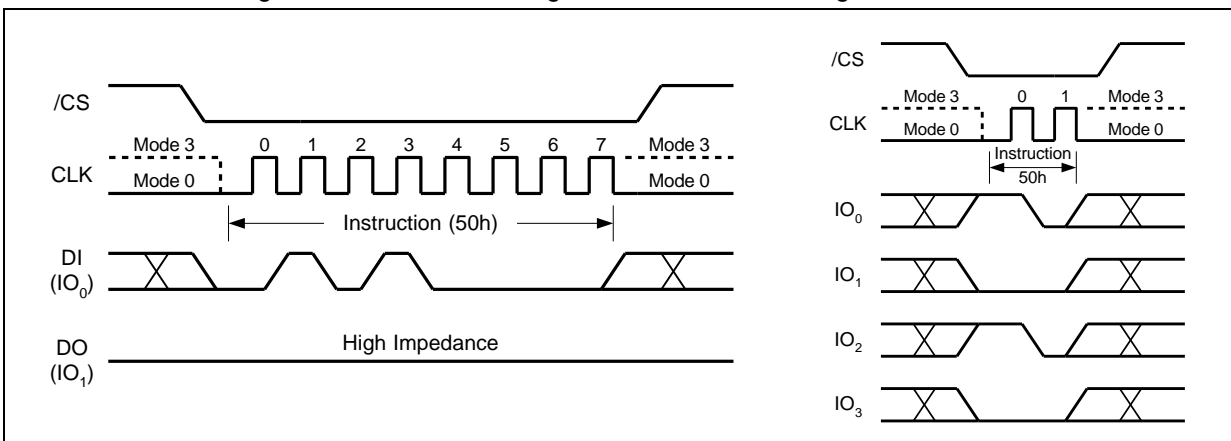 /CS
Mode 3 0 1 2 3 4 5 6 7 Mode 3
CLK
Mode 0 Mode 0
Instruction (50h)
DI
(IO0)
High Impedance
DO
(IO1)
/CS
Mode 3 0 1 Mode 3
CLK
Mode 0 Mode 0
Instruction
50h
IO0
IO1
IO2
IO3